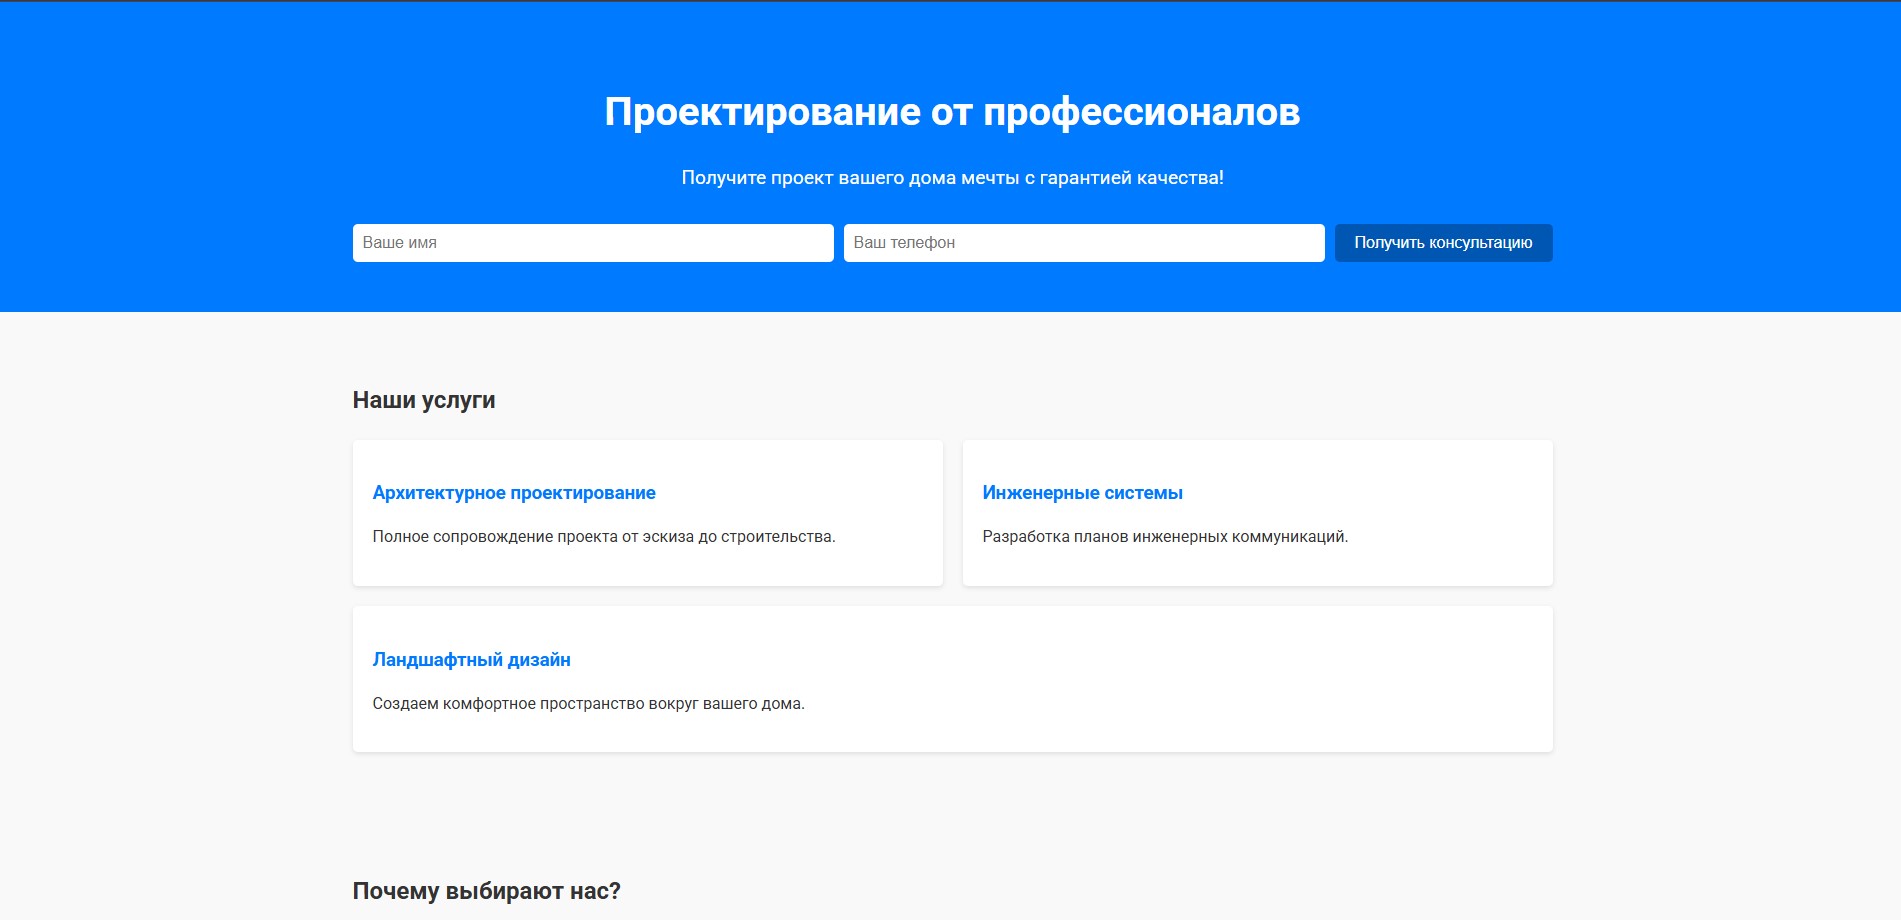 Проектирование от профессионалов
Получите проект вашего дома мечты с гарантией качества!
Ваше имя
Ваш телефон
Получить консультацию
Наши услуги
Архитектурное проектирование
Полное сопровождение проекта от эскиза до строительства.
Инженерные системы
Разработка планов инженерных коммуникаций.
Ландшафтный дизайн
Создаем комфортное пространство вокруг вашего дома.
Почему выбирают нас?